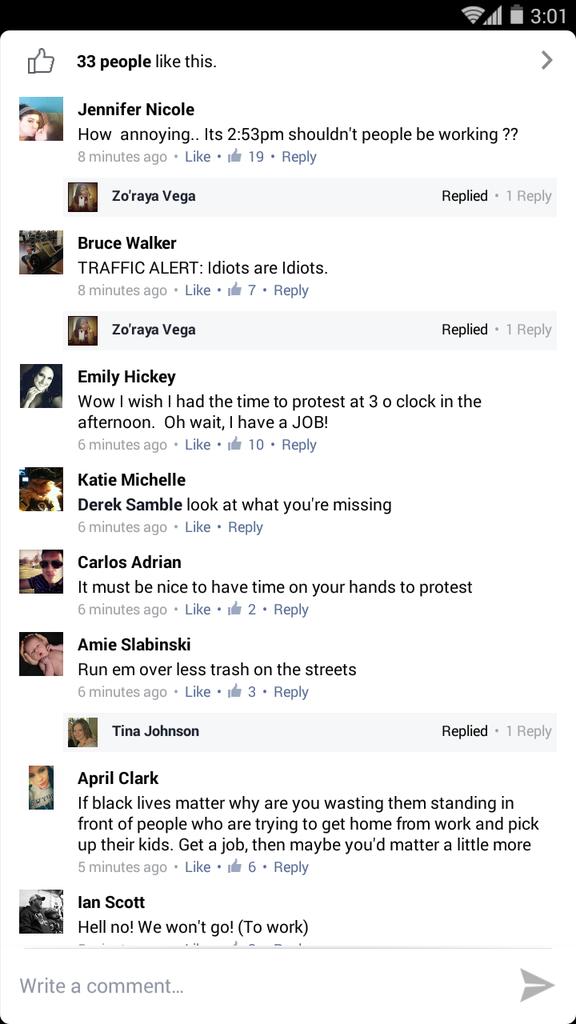 3:01
33 people like this.
Jennifer Nicole
How  annoying.. Its 2:53pm shouldn't people be working ??
8 minutes ago • Like • 19 • Reply
Zo'raya Vega Replied • 1 Reply
Bruce Walker
TRAFFIC ALERT: Idiots are Idiots.
8 minutes ago • Like • 7 • Reply
Zo'raya Vega Replied • 1 Reply
Emily Hickey
Wow I wish I had the time to protest at 3 o clock in the
afternoon.  Oh wait, I have a JOB!
6 minutes ago • Like • 10 • Reply
Katie Michelle
Derek Samble look at what you're missing
6 minutes ago • Like • Reply
Carlos Adrian
It must be nice to have time on your hands to protest
6 minutes ago • Like • 2 • Reply
Amie Slabinski
Run em over less trash on the streets
6 minutes ago • Like • 3 • Reply
Tina Johnson Replied • 1 Reply
April Clark
If black lives matter why are you wasting them standing in
front of people who are trying to get home from work and pick
up their kids. Get a job, then maybe you'd matter a little more
5 minutes ago • Like • 6 • Reply
Ian Scott
Hell no! We won't go! (To work)
Write a comment…